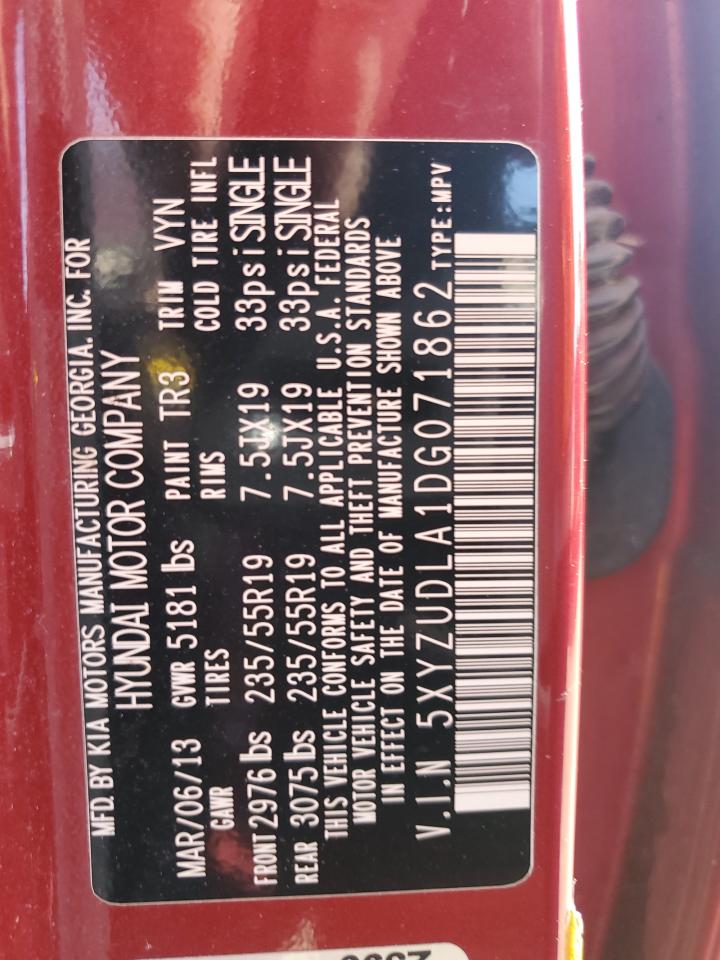 MFD. BY KIA MOTORS MANUFACTURING GEORGIA. INC. FOR
HYUNDAI MOTOR COMPANY
MAR/06/13 GVWR 5181 lbs PAINT TR3 TRIM VYN
GAWR TIRES RIMS COLD TIRE INFL
FRONT 2976 lbs 235/55R19 7.5JX19 33psi SINGLE
REAR 3075 lbs 235/55R19 7.5JX19 33psi SINGLE
THIS VEHICLE CONFORMS TO ALL APPLICABLE U.S.A. FEDERAL
MOTOR VEHICLE SAFETY AND THEFT PREVENTION STANDARDS
IN EFFECT ON THE DATE OF MANUFACTURE SHOWN ABOVE
V.I.N 5XYZUDLA1DG071862 TYPE:MPV